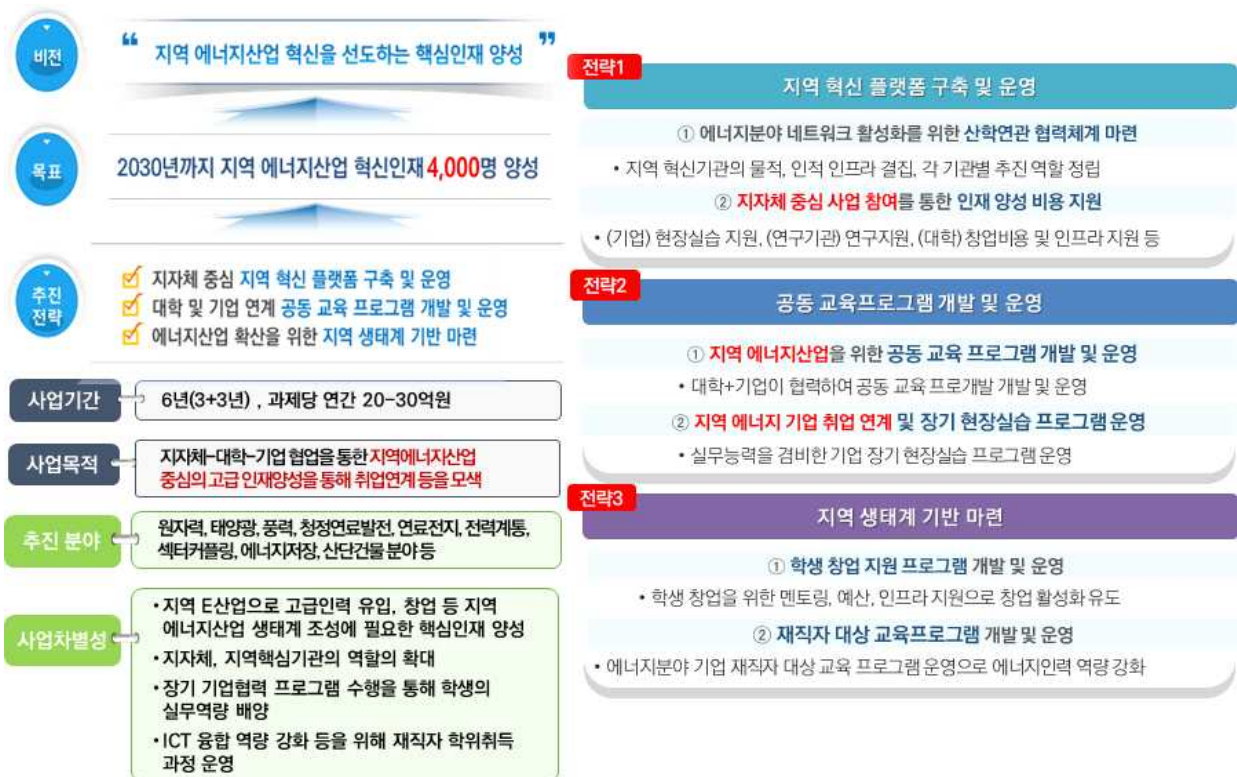 비전
“ 지역 에너지산업 혁신을 선도하는 핵심인재 양성 ”
목표
2030년까지 지역 에너지산업 혁신인재 4,000명 양성
추진
전략
지자체 중심 지역 혁신 플랫폼 구축 및 운영
대학 및 기업 연계 공동 교육 프로그램 개발 및 운영
에너지산업 확산을 위한 지역 생태계 기반 마련
사업기간
6년(3+3년) , 과제당 연간 20-30억원
사업목적
지자체-대학-기업 협업을 통한 지역에너지산업
중심의 고급 인재양성을 통해 취업연계 등을 모색
추진 분야
원자력, 태양광, 풍력, 청정연료발전, 연료전지, 전력계통,
섹터커플링, 에너지저장, 산단건물 분야 등
사업차별성
•지역 E산업으로 고급인력 유입, 창업 등 지역
에너지산업 생태계 조성에 필요한 핵심인재 양성
•지자체, 지역핵심기관의 역할의 확대
•장기 기업협력 프로그램 수행을 통해 학생의
실무역량 배양
•ICT 융합 역량 강화 등을 위해 재직자 학위취득
과정 운영
전략1
지역 혁신 플랫폼 구축 및 운영
① 에너지분야 네트워크 활성화를 위한 산학연관 협력체계 마련
• 지역 혁신기관의 물적, 인적 인프라 결집, 각 기관별 추진 역할 정립
② 지자체 중심 사업 참여를 통한 인재 양성 비용 지원
• (기업) 현장실습 지원, (연구기관) 연구지원, (대학) 창업비용 및 인프라 지원 등
전략2
공동 교육프로그램 개발 및 운영
① 지역 에너지산업을 위한 공동 교육 프로그램 개발 및 운영
• 대학+기업이 협력하여 공동 교육 프로개발 개발 및 운영
② 지역 에너지 기업 취업 연계 및 장기 현장실습 프로그램 운영
• 실무능력을 겸비한 기업 장기 현장실습 프로그램 운영
전략3
지역 생태계 기반 마련
① 학생 창업 지원 프로그램 개발 및 운영
• 학생 창업을 위한 멘토링, 예산, 인프라 지원으로 창업 활성화 유도
② 재직자 대상 교육프로그램 개발 및 운영
• 에너지분야 기업 재직자 대상 교육 프로그램 운영으로 에너지인력 역량 강화